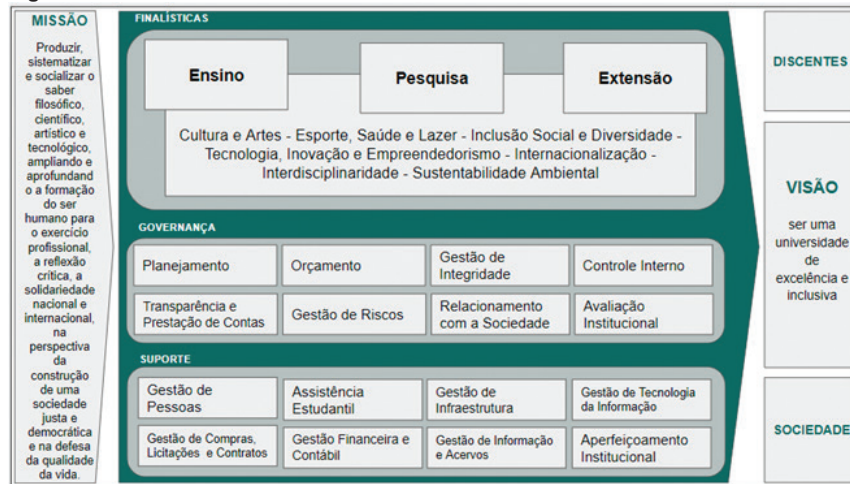 MISSÃO
Produzir,
sistematizar
e socializar o
saber
filosófico,
científico,
artístico e
tecnológico,
ampliando e
aprofundand
o a formação
do ser
humano para
o exercício
profissional,
a reflexão
crítica, a
solidariedade
nacional e
internacional,
na
perspectiva
da
construção
de uma
sociedade
justa e
democrática
e na defesa
da qualidade
da vida.
FINALÍSTICAS
Ensino
Pesquisa
Extensão
Cultura e Artes - Esporte, Saúde e Lazer - Inclusão Social e Diversidade -
Tecnologia, Inovação e Empreendedorismo - Internacionalização -
Interdisciplinaridade - Sustentabilidade Ambiental
GOVERNANÇA
Planejamento
Orçamento
Gestão de
Integridade
Controle Interno
Transparência e
Prestação de Contas
Gestão de Riscos
Relacionamento
com a Sociedade
Avaliação
Institucional
SUPORTE
Gestão de
Pessoas
Assistência
Estudantil
Gestão de
Infraestrutura
Gestão de Tecnologia
da Informação
Gestão de Compras,
Licitações e Contratos
Gestão Financeira e
Contábil
Gestão de Informação
e Acervos
Aperfeiçoamento
Institucional
DISCENTES
VISÃO
ser uma
universidade
de
excelência e
inclusiva
SOCIEDADE